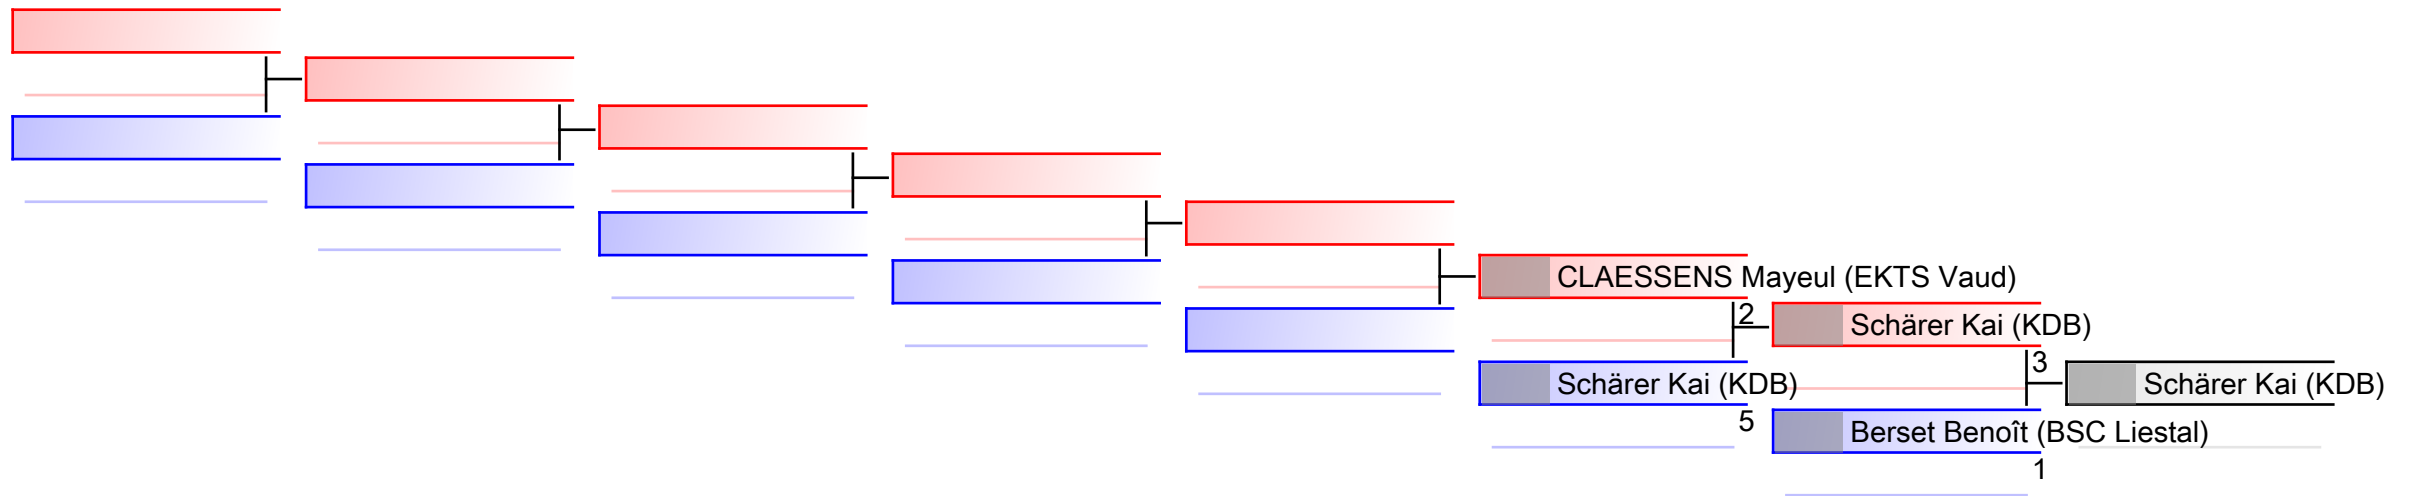 CLAESSENS Mayeul (EKTS Vaud)
2
Schärer Kai (KDB)
5
Schärer Kai (KDB)
3
Berset Benoît (BSC Liestal)
1
Schärer Kai (KDB)